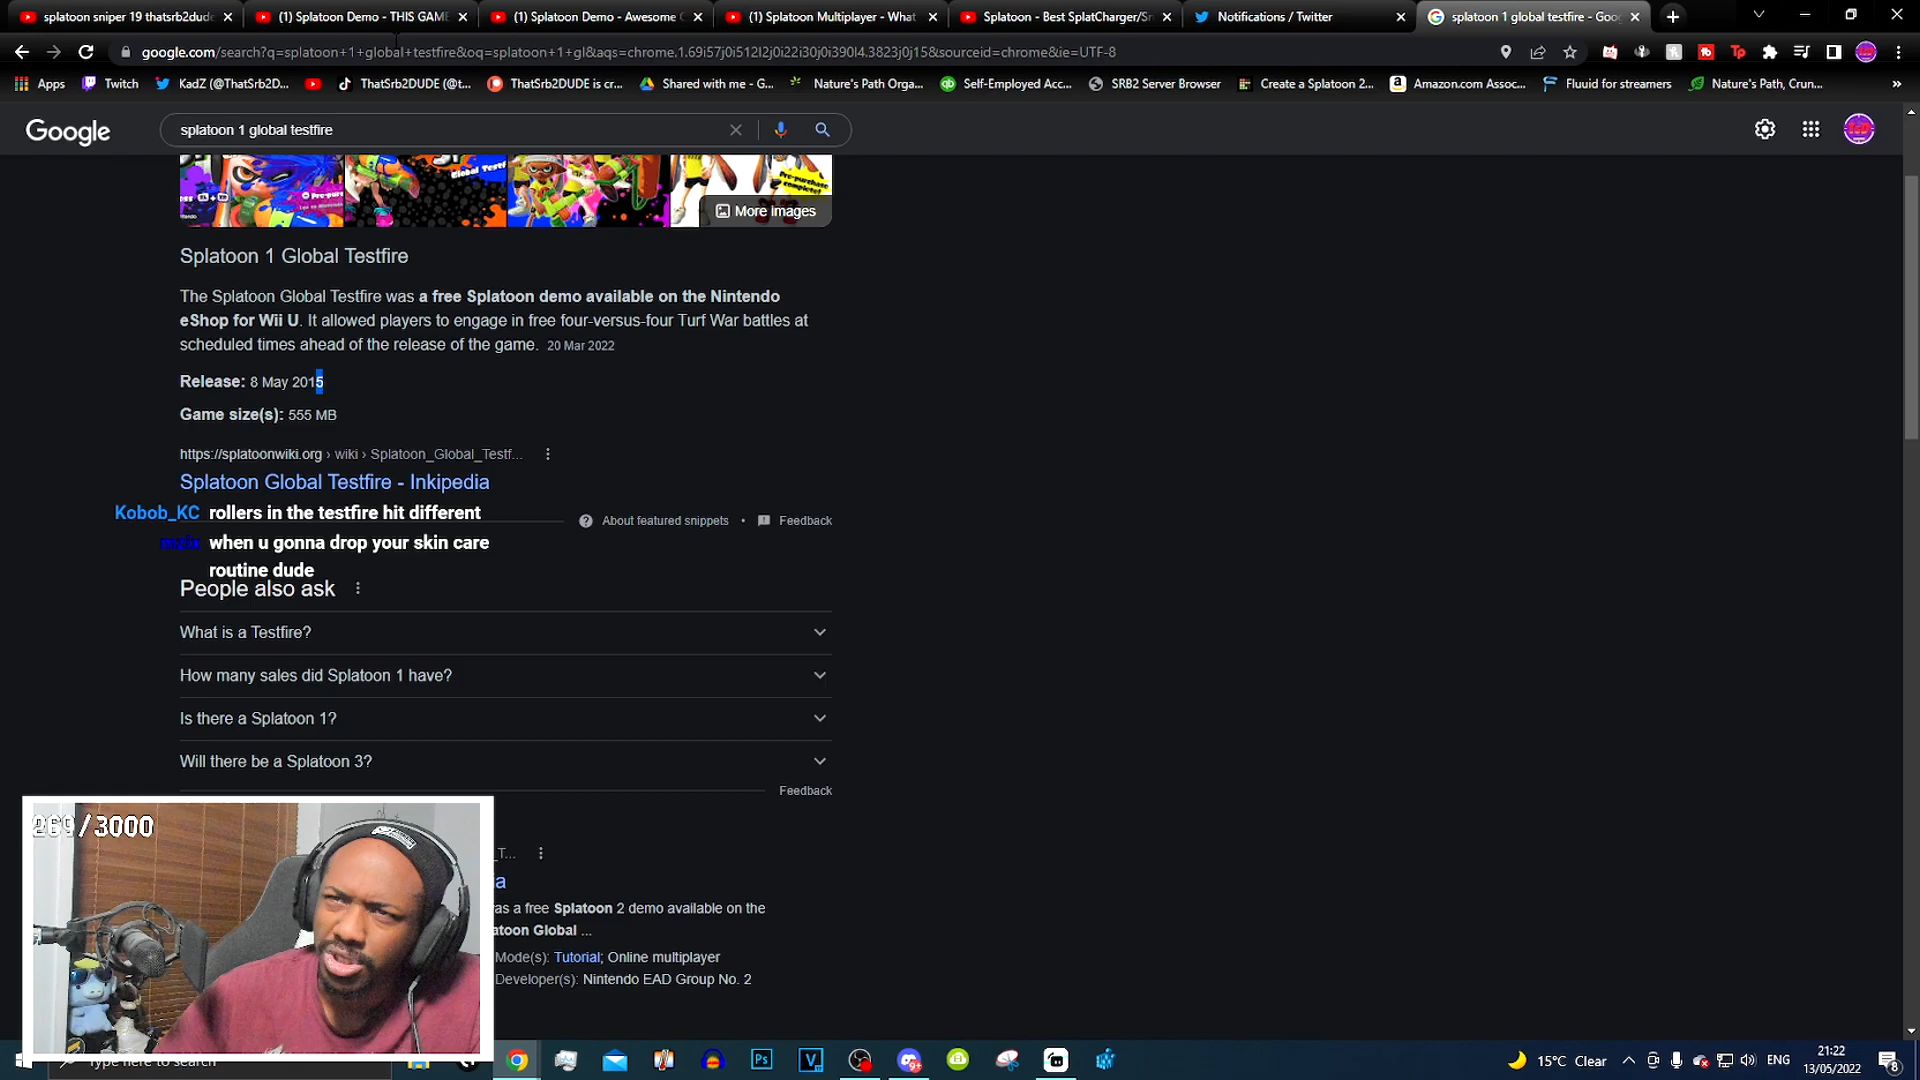 splatoon sniper 19 thatsrb2dude
(1) Splatoon Demo - THIS GAME
(1) Splatoon Demo - Awesome
(1) Splatoon Multiplayer - What
Splatoon - Best SplatCharger/Sn
Notifications / Twitter
splatoon 1 global testfire - Goo
google.com/search?q=splatoon+1+global+testfire&oq=splatoon+1+gl&aqs=chrome.1.69i57j0i512l2j0i22i30j0i390l4.3823j0j15&sourceid=chrome&ie=UTF-8
Apps
Twitch
KadZ (@ThatSrb2D...
ThatSrb2DUDE (@t...
ThatSrb2DUDE is cr...
Shared with me - G...
Nature's Path Orga...
Self-Employed Acc...
SRB2 Server Browser
Create a Splatoon 2...
Amazon.com Assoc...
Fluuid for streamers
Nature's Path, Crun...
Google
splatoon 1 global testfire
More images
Splatoon 1 Global Testfire
The Splatoon Global Testfire was a free Splatoon demo available on the Nintendo
eShop for Wii U. It allowed players to engage in free four-versus-four Turf War battles at
scheduled times ahead of the release of the game. 20 Mar 2022
Release: 8 May 2015
Game size(s): 555 MB
https://splatoonwiki.org › wiki › Splatoon_Global_Testf...
Splatoon Global Testfire - Inkipedia
Kobob_KC rollers in the testfire hit different
About featured snippets • Feedback
mzix when u gonna drop your skin care
routine dude
People also ask
What is a Testfire?
How many sales did Splatoon 1 have?
Is there a Splatoon 1?
Will there be a Splatoon 3?
Feedback
269/3000
_T...
ia
as a free Splatoon 2 demo available on the
atoon Global ...
Mode(s): Tutorial; Online multiplayer
Developer(s): Nintendo EAD Group No. 2
Type here to search
15°C Clear
ENG
21:22
13/05/2022
8